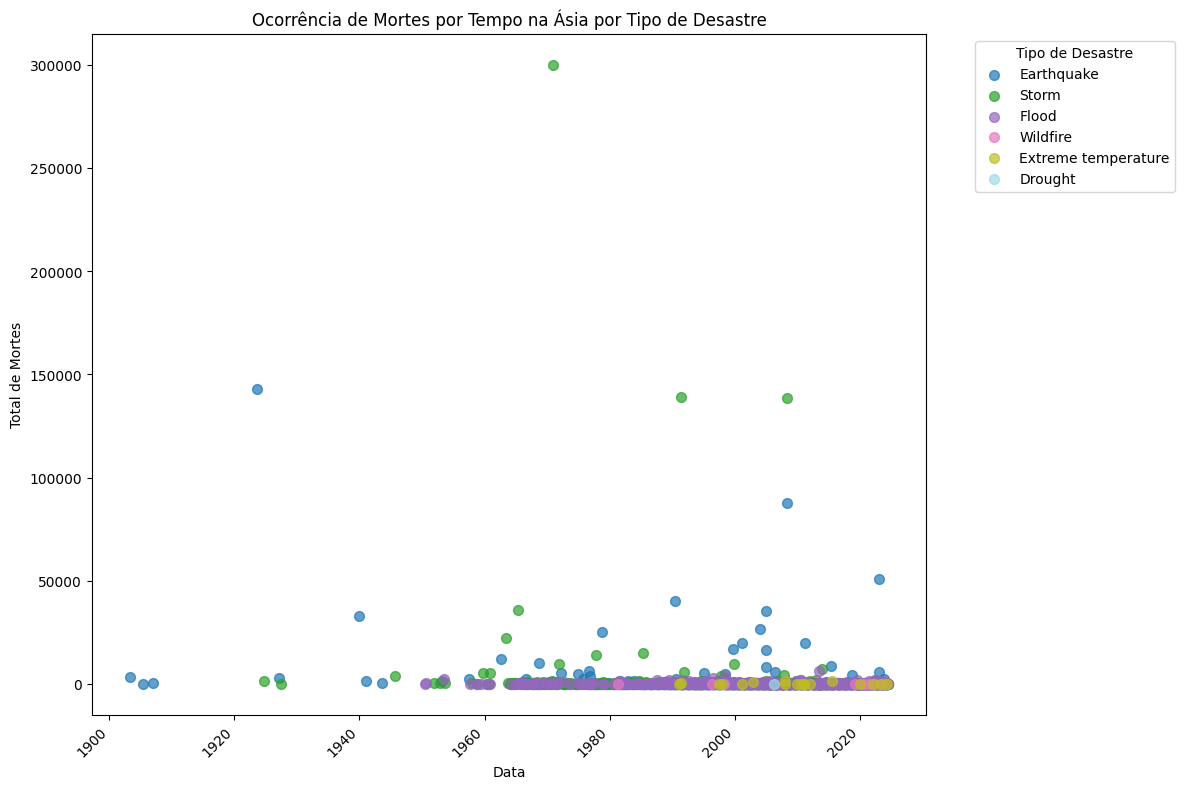 Ocorrência de Mortes por Tempo na Ásia por Tipo de Desastre
Total de Mortes
300000
250000
200000
150000
100000
50000
0
1900
1920
1940
1960
1980
2000
2020
Data
Tipo de Desastre
Earthquake
Storm
Flood
Wildfire
Extreme temperature
Drought